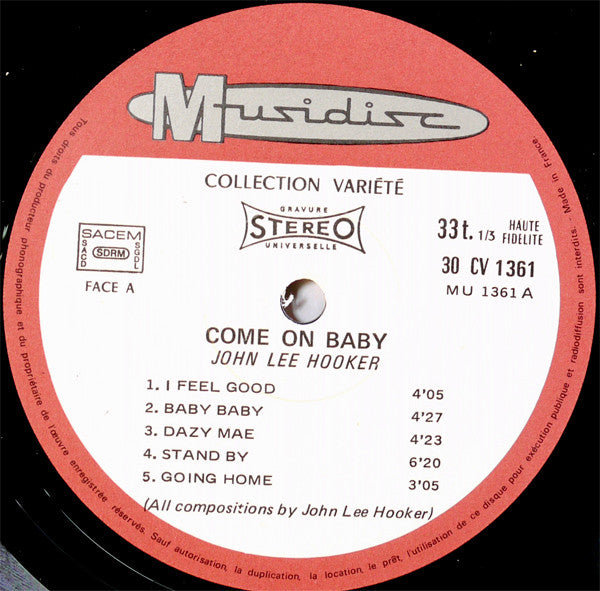 Musidisc
COLLECTION VARIÉTÉ
GRAVURE
STEREO
UNIVERSELLE
SACEM
SACD
SDRM
SGDL
FACE A
33 t. 1/3 HAUTE FIDELITE
30 CV 1361
MU 1361 A
COME ON BABY
JOHN LEE HOOKER
1. I FEEL GOOD 4'05
2. BABY BABY 4'27
3. DAZY MAE 4'23
4. STAND BY 6'20
5. GOING HOME 3'05
(All compositions by John Lee Hooker)
Tous droits du producteur phonographique et du propriétaire de l'œuvre enregistrée réservés. Sauf autorisation, la duplication, la location, le prêt, l'utilisation de ce disque pour exécution publique et radiodiffusion sont interdits. Made in France.